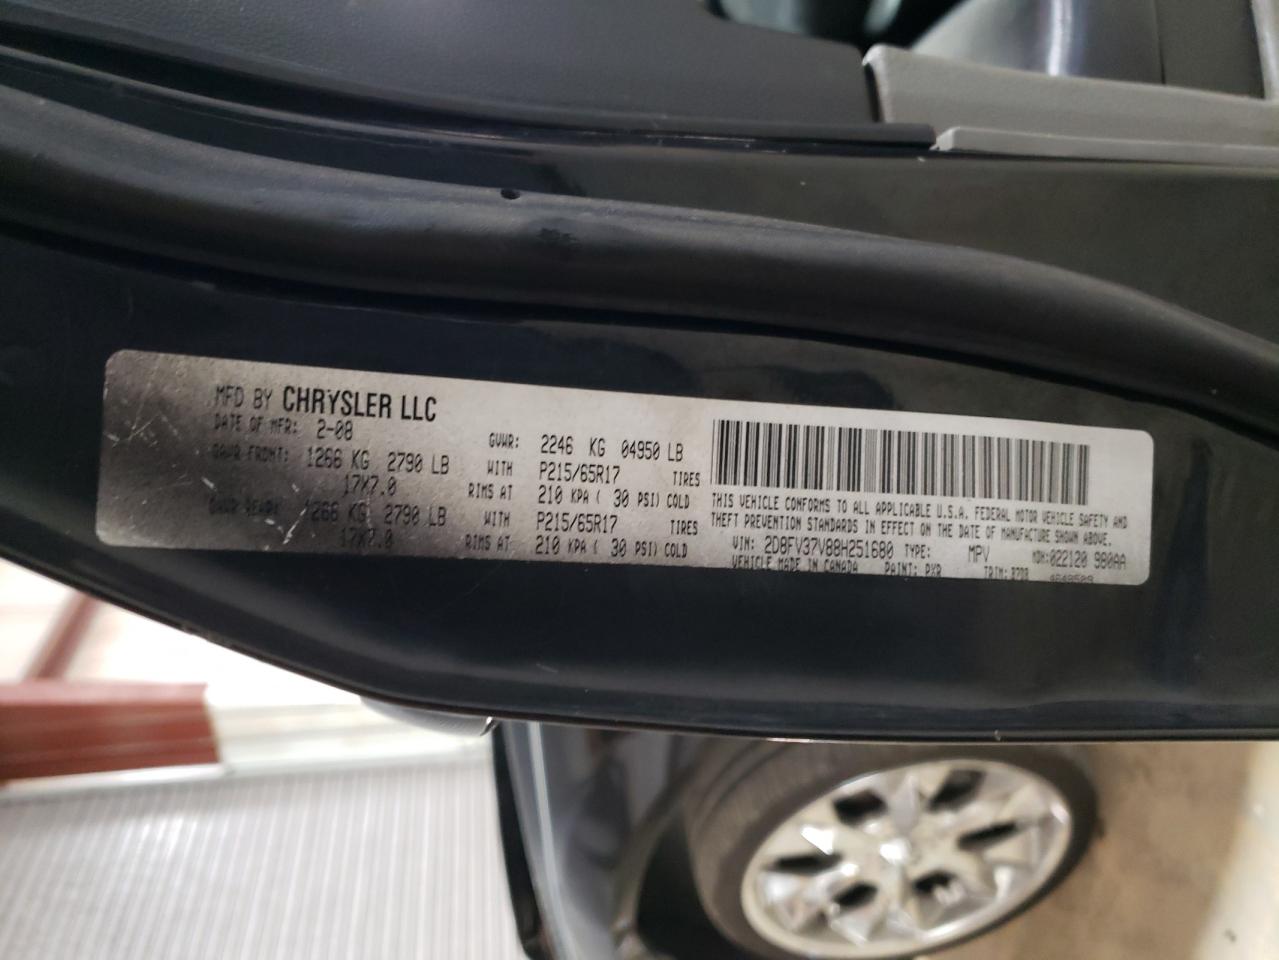 MFD BY CHRYSLER LLC
DATE OF MFR: 2-08 GVWR: 2246 KG 04950 LB
GAWR FRONT: 1266 KG 2790 LB WITH P215/65R17 TIRES
17X7.0 RIMS AT 210 KPA ( 30 PSI) COLD
GAWR REAR: 1266 KG 2790 LB WITH P215/65R17 TIRES
17X7.0 RIMS AT 210 KPA ( 30 PSI) COLD
THIS VEHICLE CONFORMS TO ALL APPLICABLE U.S.A. FEDERAL MOTOR VEHICLE SAFETY AND
THEFT PREVENTION STANDARDS IN EFFECT ON THE DATE OF MANUFACTURE SHOWN ABOVE.
VIN: 2D8FV37V88H251680 TYPE: MPV MDH:022120 980AA
VEHICLE MADE IN CANADA PAINT: PXR TRIM: